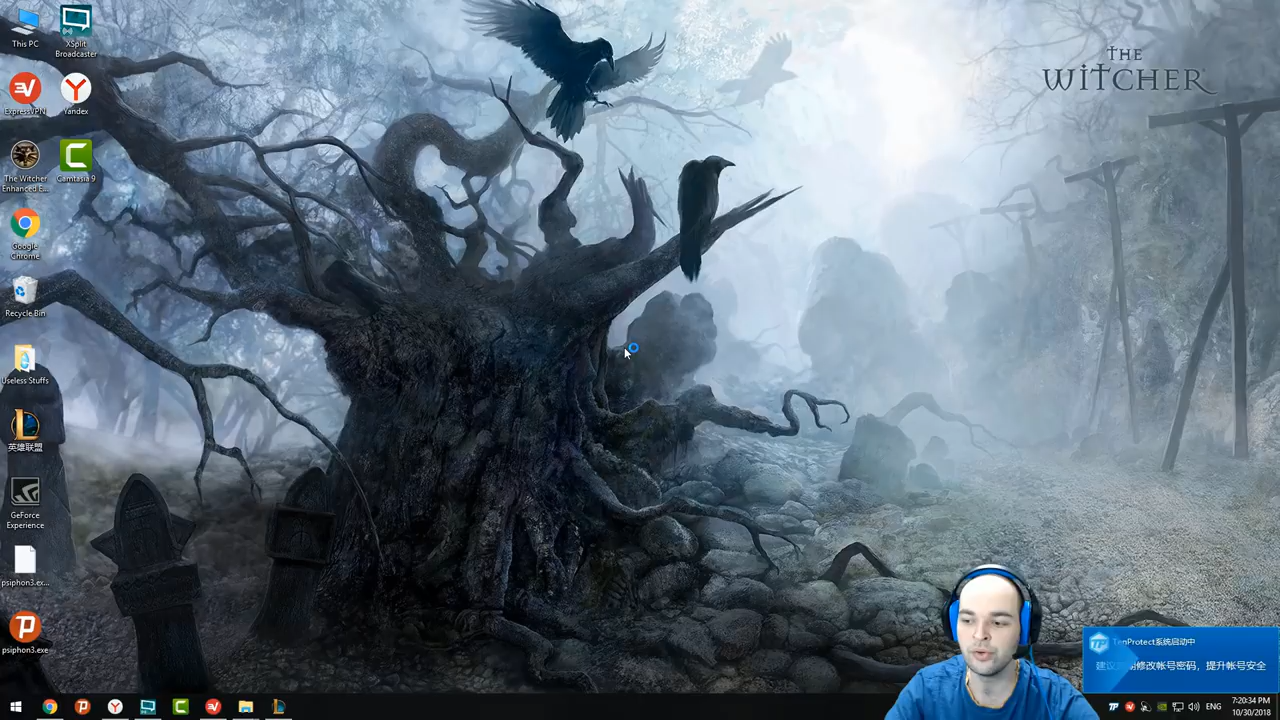 This PC
XSplit
Broadcaster
ExpressVPN
Yandex
The Witcher
Enhanced E...
Camtasia 9
Google
Chrome
Recycle Bin
Useless Stuffs
英雄联盟
GeForce
Experience
psiphon3.ex...
psiphon3.exe
THE
WITCHER
TenProtect系统启动中
修改帐号密码，提升帐号安全
ENG
7:20:34 PM
10/30/2018